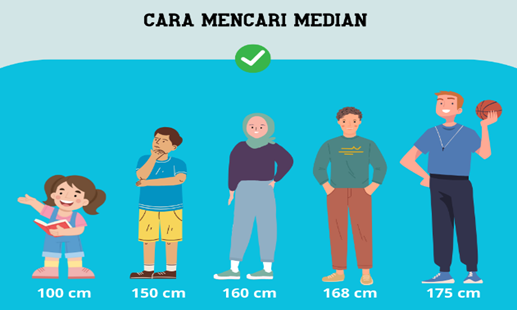 CARA MENCARI MEDIAN
100 cm
150 cm
160 cm
168 cm
175 cm